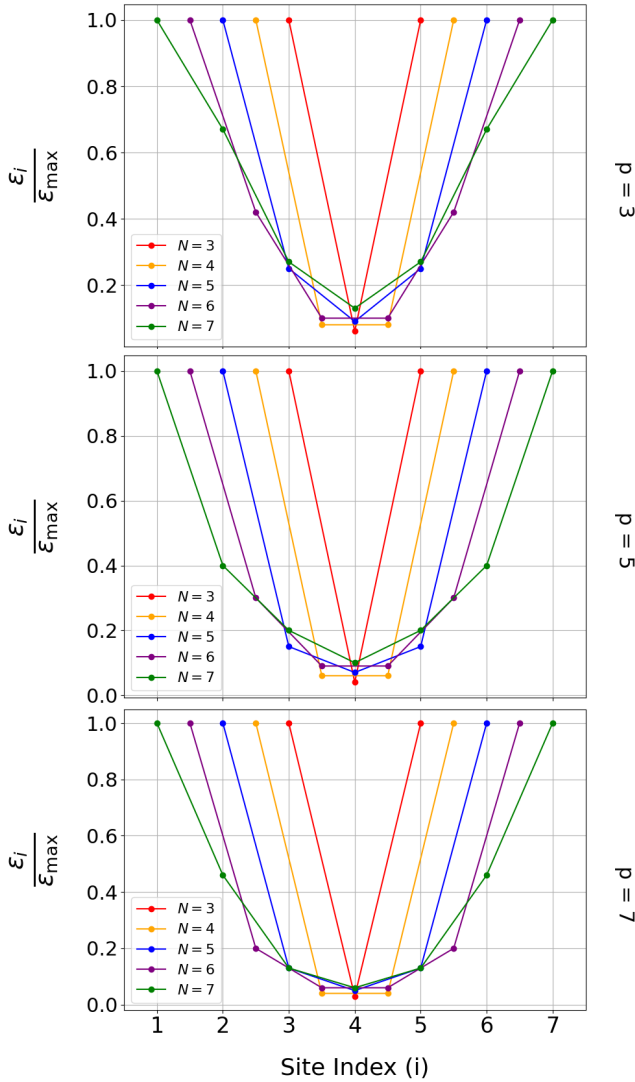 1.0
0.8
0.6
0.4
0.2
εᵢ
εmax
N = 3
N = 4
N = 5
N = 6
N = 7
p = 3
1.0
0.8
0.6
0.4
0.2
0.0
εᵢ
εmax
N = 3
N = 4
N = 5
N = 6
N = 7
p = 5
1.0
0.8
0.6
0.4
0.2
0.0
εᵢ
εmax
N = 3
N = 4
N = 5
N = 6
N = 7
p = 7
1 2 3 4 5 6 7
Site Index (i)